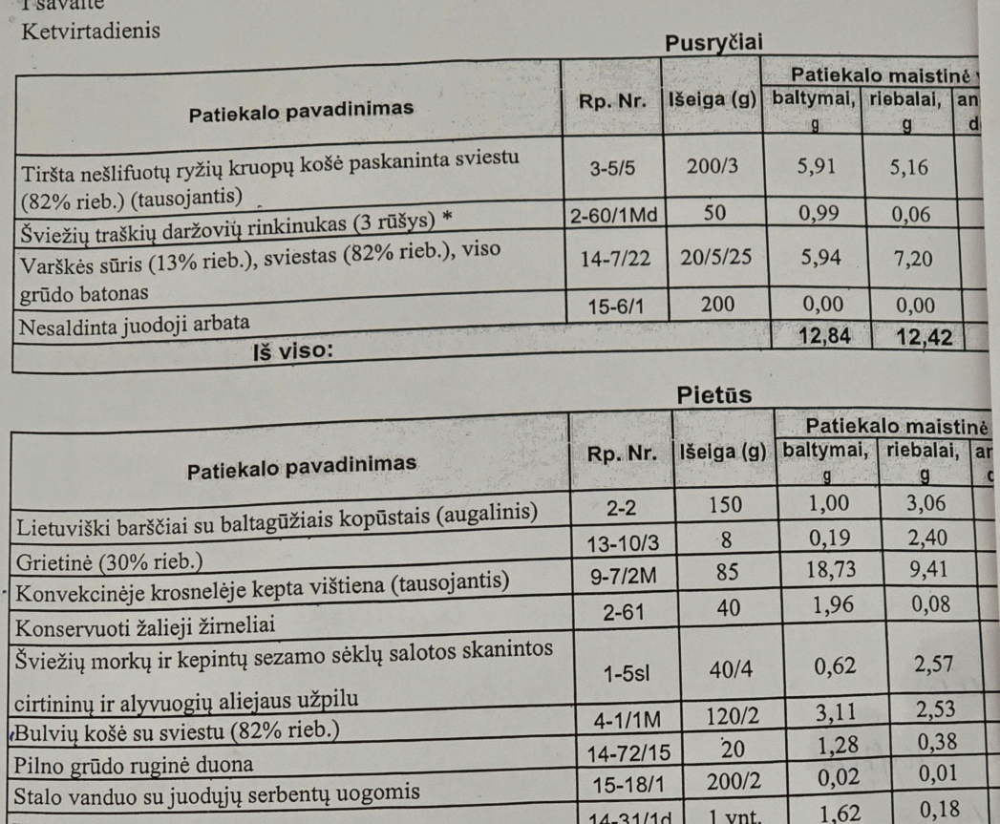 I savaitė
Ketvirtadienis
Pusryčiai
Patiekalo pavadinimas Rp. Nr. Išeiga (g) Patiekalo maistinė
baltymai, g riebalai, g
Tiršta nešlifuotų ryžių kruopų košė paskaninta sviestu
(82% rieb.) (tausojantis) 3-5/5 200/3 5,91 5,16
Šviežių traškių daržovių rinkinukas (3 rūšys) * 2-60/1Md 50 0,99 0,06
Varškės sūris (13% rieb.), sviestas (82% rieb.), viso
grūdo batonas 14-7/22 20/5/25 5,94 7,20
Nesaldinta juodoji arbata 15-6/1 200 0,00 0,00
Iš viso: 12,84 12,42
Pietūs
Patiekalo pavadinimas Rp. Nr. Išeiga (g) Patiekalo maistinė
baltymai, g riebalai, g
Lietuviški barščiai su baltagūžiais kopūstais (augalinis) 2-2 150 1,00 3,06
Grietinė (30% rieb.) 13-10/3 8 0,19 2,40
Konvekcinėje krosnelėje kepta vištiena (tausojantis) 9-7/2M 85 18,73 9,41
Konservuoti žalieji žirneliai 2-61 40 1,96 0,08
Šviežių morkų ir kepintų sezamo sėklų salotos skanintos
cirtininų ir alyvuogių aliejaus užpilu 1-5sl 40/4 0,62 2,57
Bulvių košė su sviestu (82% rieb.) 4-1/1M 120/2 3,11 2,53
Pilno grūdo ruginė duona 14-72/15 20 1,28 0,38
Stalo vanduo su juodųjų serbentų uogomis 15-18/1 200/2 0,02 0,01
14-31/1d 1 vnt. 1,62 0,18